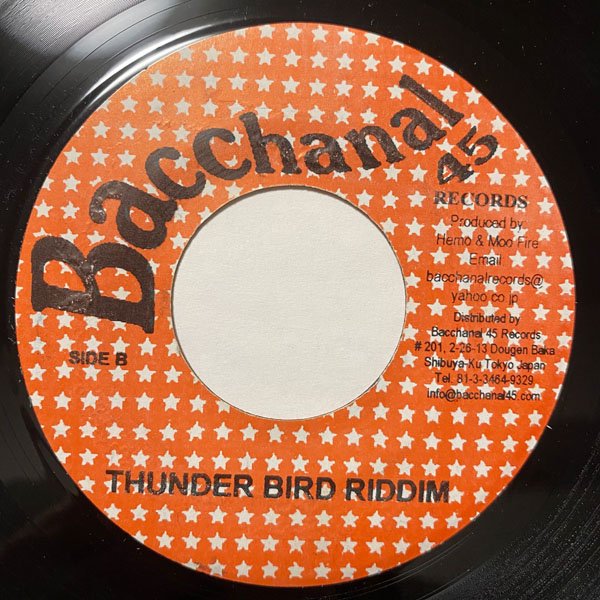 Bacchanal
45
RECORDS
Produced by
Hemo & Moo Fire
Email
bacchanalrecords@
yahoo.co.jp
Distributed by
Bacchanal 45 Records
# 201, 2-26-13 Dougen Baka
Shibuya-Ku Tokyo Japan
Tel. 81-3-3464-9329
info@bacchanal45.com
SIDE B
THUNDER BIRD RIDDIM